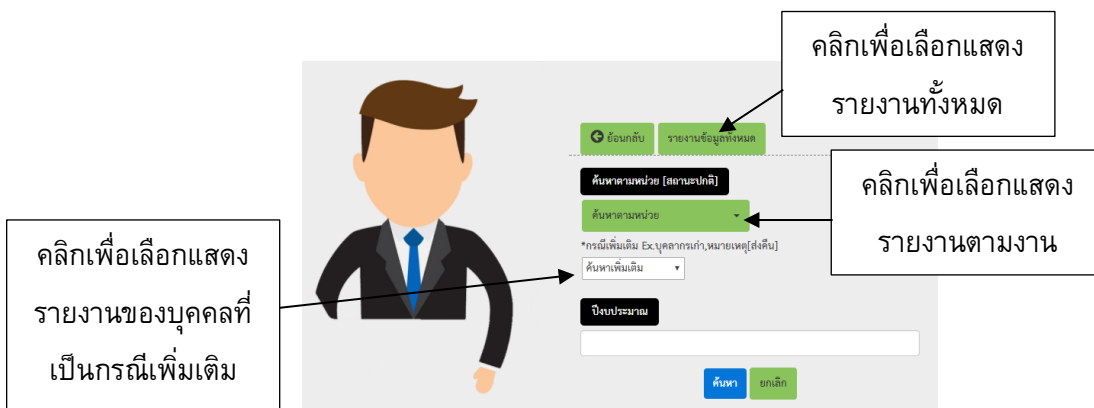 คลิกเพื่อเลือกแสดง
รายงานทั้งหมด
ย้อนกลับ
รายงานข้อมูลทั้งหมด
ค้นหาตามหน่วย [สถานะปกติ]
ค้นหาตามหน่วย
คลิกเพื่อเลือกแสดง
รายงานตามงาน
*กรณีเพิ่มเติม Ex.บุคลากรเก่า,หมายเหตุ[ส่งคืน]
ค้นหาเพิ่มเติม
คลิกเพื่อเลือกแสดง
รายงานของบุคคลที่
เป็นกรณีเพิ่มเติม
ปีงบประมาณ
ค้นหา
ยกเลิก